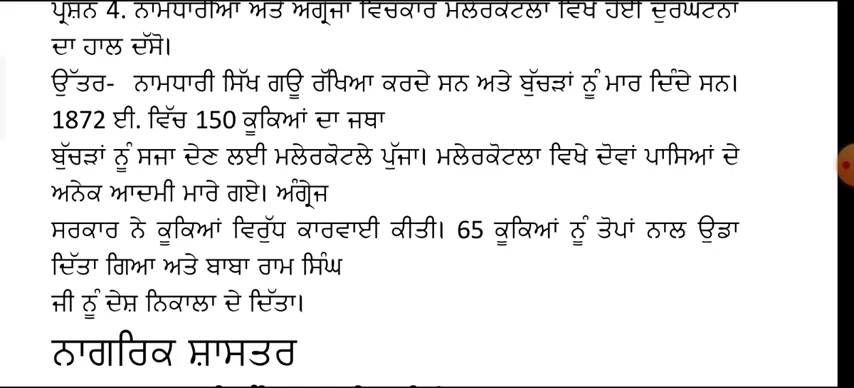 ਪ੍ਰਸ਼ਨ 4. ਨਾਮਧਾਰੀਆਂ ਅਤੇ ਅੰਗ੍ਰੇਜਾਂ ਵਿਚਕਾਰ ਮਲੇਰਕੋਟਲਾ ਵਿਖੇ ਹੋਈ ਦੁਰਘਟਨਾ
ਦਾ ਹਾਲ ਦੱਸੋ।
ਉੱਤਰ- ਨਾਮਧਾਰੀ ਸਿੱਖ ਗਊ ਰੱਖਿਆ ਕਰਦੇ ਸਨ ਅਤੇ ਬੁੱਚੜਾਂ ਨੂੰ ਮਾਰ ਦਿੰਦੇ ਸਨ।
1872 ਈ. ਵਿੱਚ 150 ਕੂਕਿਆਂ ਦਾ ਜਥਾ
ਬੁੱਚੜਾਂ ਨੂੰ ਸਜਾ ਦੇਣ ਲਈ ਮਲੇਰਕੋਟਲੇ ਪੁੱਜਾ। ਮਲੇਰਕੋਟਲਾ ਵਿਖੇ ਦੋਵਾਂ ਪਾਸਿਆਂ ਦੇ
ਅਨੇਕ ਆਦਮੀ ਮਾਰੇ ਗਏ। ਅੰਗ੍ਰੇਜ
ਸਰਕਾਰ ਨੇ ਕੂਕਿਆਂ ਵਿਰੁੱਧ ਕਾਰਵਾਈ ਕੀਤੀ। 65 ਕੂਕਿਆਂ ਨੂੰ ਤੋਪਾਂ ਨਾਲ ਉਡਾ
ਦਿੱਤਾ ਗਿਆ ਅਤੇ ਬਾਬਾ ਰਾਮ ਸਿੰਘ
ਜੀ ਨੂੰ ਦੇਸ਼ ਨਿਕਾਲਾ ਦੇ ਦਿੱਤਾ।
ਨਾਗਰਿਕ ਸ਼ਾਸਤਰ